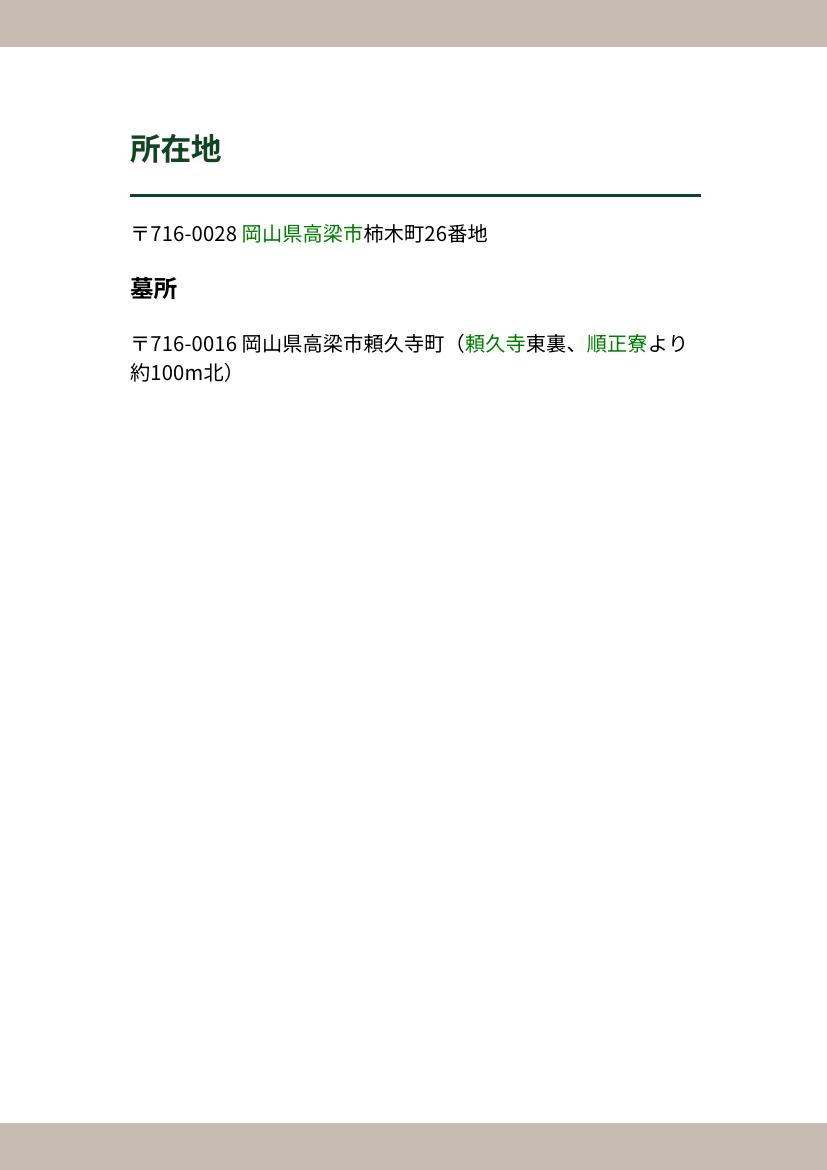 所在地
〒716-0028 岡山県高梁市柿木町26番地
墓所
〒716-0016 岡山県高梁市頼久寺町（頼久寺東裏、順正寮より
約100m北）